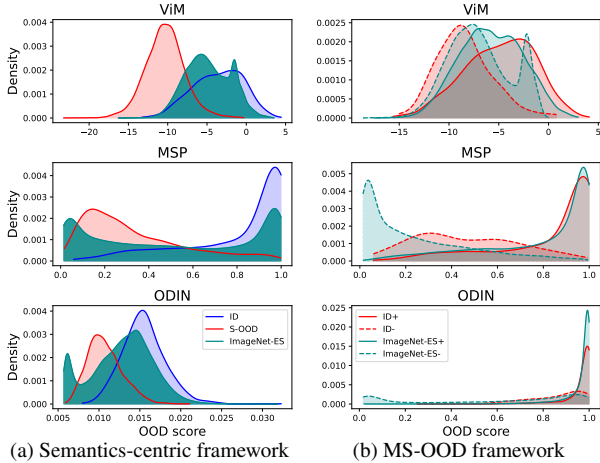 ViM
0.004
0.003
0.002
0.001
0.000
Density
−20 −15 −10 −5 0 5
MSP
0.004
0.003
0.002
0.001
0.000
Density
0.0 0.2 0.4 0.6 0.8 1.0
ODIN
0.004
0.003
0.002
0.001
0.000
Density
ID
S-OOD
ImageNet-ES
0.005 0.010 0.015 0.020 0.025 0.030
OOD score
(a) Semantics-centric framework
ViM
0.0025
0.0020
0.0015
0.0010
0.0005
0.000
−15 −10 −5 0 5
MSP
0.005
0.004
0.003
0.002
0.001
0.000
0.0 0.2 0.4 0.6 0.8 1.0
ODIN
0.025
0.020
0.015
0.010
0.005
0.000
ID+
ID-
ImageNet-ES+
ImageNet-ES-
0.0 0.2 0.4 0.6 0.8 1.0
OOD score
(b) MS-OOD framework